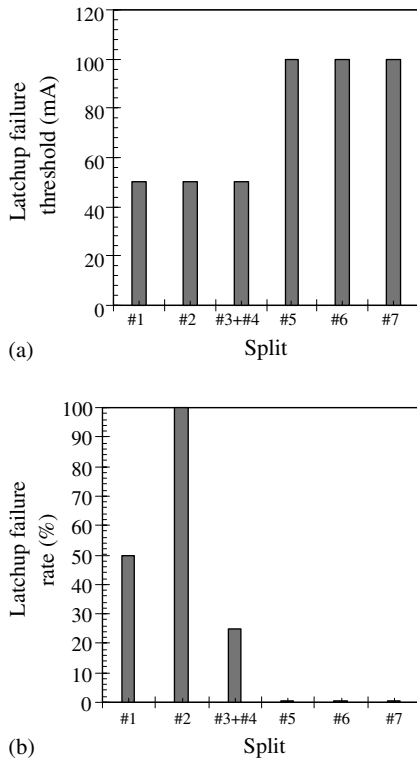 120
100
80
60
40
20
0
Latchup failure
threshold (mA)
#1 #2 #3+#4 #5 #6 #7
(a)
Split
100
90
80
70
60
50
40
30
20
10
0
Latchup failure
rate (%)
#1 #2 #3+#4 #5 #6 #7
(b)
Split